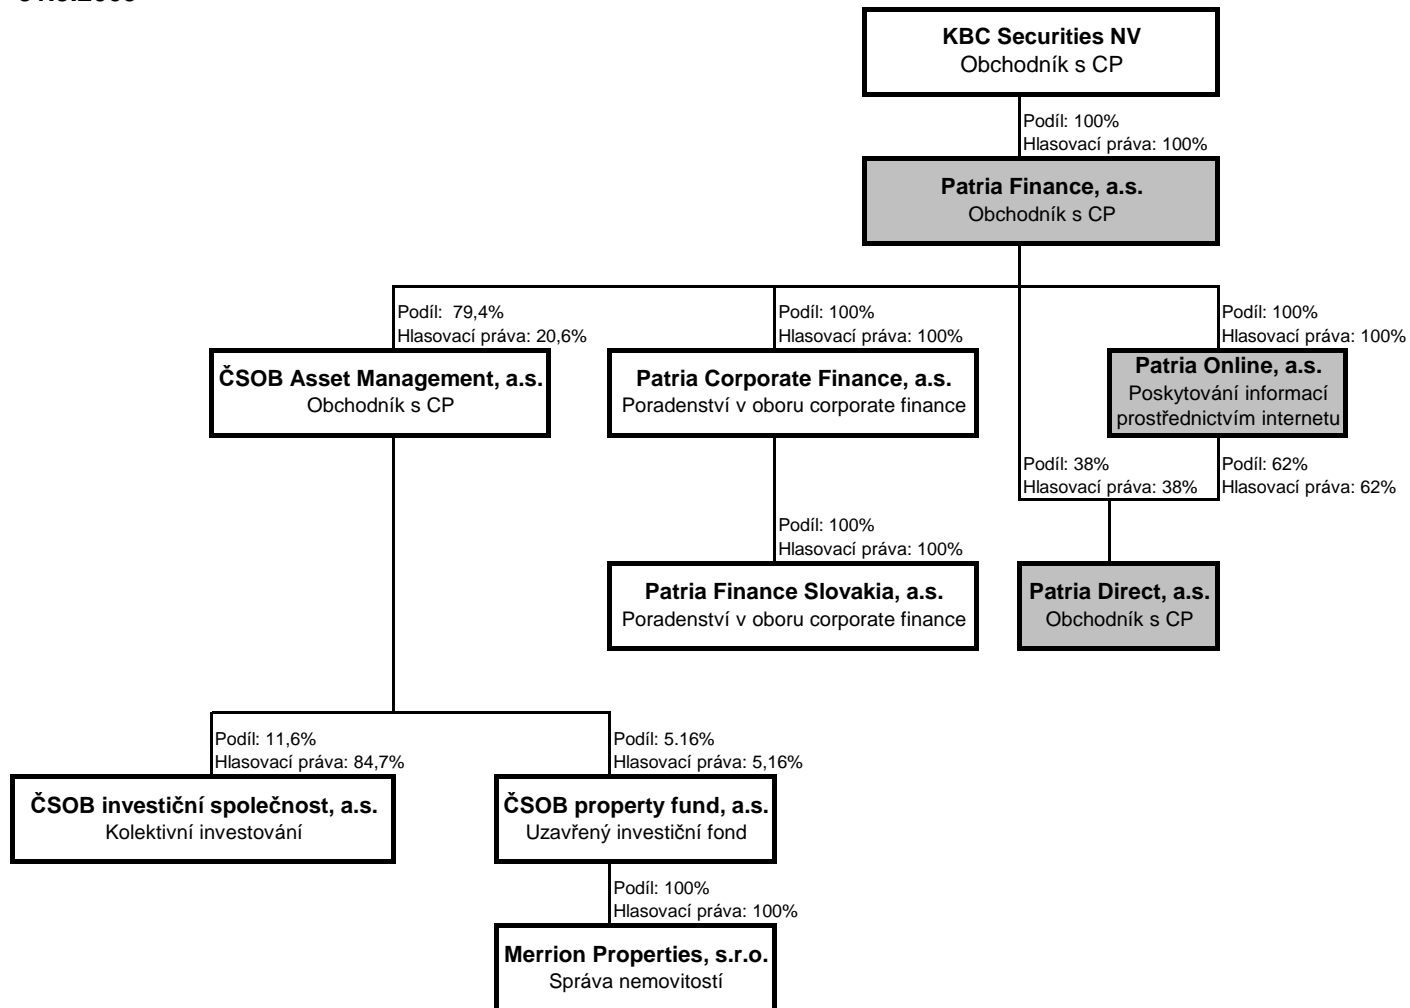 KBC Securities NV
Obchodník s CP
Podíl: 100%
Hlasovací práva: 100%
Patria Finance, a.s.
Obchodník s CP
Podíl:  79,4%
Hlasovací práva: 20,6%
Podíl: 100%
Hlasovací práva: 100%
Podíl: 100%
Hlasovací práva: 100%
ČSOB Asset Management, a.s.
Obchodník s CP
Patria Corporate Finance, a.s.
Poradenství v oboru corporate finance
Patria Online, a.s.
Poskytování informací
prostřednictvím internetu
Podíl: 38%
Hlasovací práva: 38%
Podíl: 62%
Hlasovací práva: 62%
Podíl: 100%
Hlasovací práva: 100%
Patria Finance Slovakia, a.s.
Poradenství v oboru corporate finance
Patria Direct, a.s.
Obchodník s CP
Podíl: 11,6%
Hlasovací práva: 84,7%
Podíl: 5.16%
Hlasovací práva: 5,16%
ČSOB investiční společnost, a.s.
Kolektivní investování
ČSOB property fund, a.s.
Uzavřený investiční fond
Podíl: 100%
Hlasovací práva: 100%
Merrion Properties, s.r.o.
Správa nemovitostí